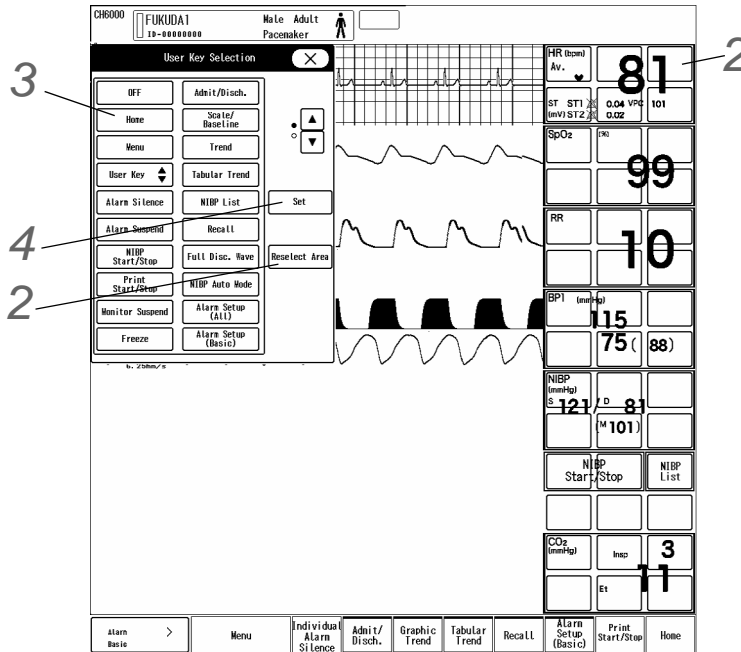 CH6000
FUKUDA1
ID-00000000
Male Adult
Pacemaker
User Key Selection
OFF
Admit/Disch.
Home
Scale/
Baseline
Menu
Trend
User Key
Tabular Trend
Alarm Silence
NIBP List
Set
Alarm Suspend
Recall
NIBP
Start/Stop
Full Disc. Wave
Reselect Area
Print
Start/Stop
NIBP Auto Mode
Monitor Suspend
Alarm Setup
(All)
Freeze
Alarm Setup
(Basic)
6.25mm/s
3
4
2
2
HR (bpm)
Av.
81
ST ST1 0.04 VPC 101
(mV) ST2 0.02
SpO2 [%]
99
RR
10
BP1 (mmHg)
115
75 ( 88)
NIBP
(mmHg)
S 121 / D 81
(M 101)
NIBP
Start/Stop
NIBP
List
CO2
(mmHg)
Insp 3
Et 11
Alarm >
Basic
Menu
Individual
Alarm
Silence
Admit/
Disch.
Graphic
Trend
Tabular
Trend
Recall
Alarm
Setup
(Basic)
Print
Start/Stop
Home